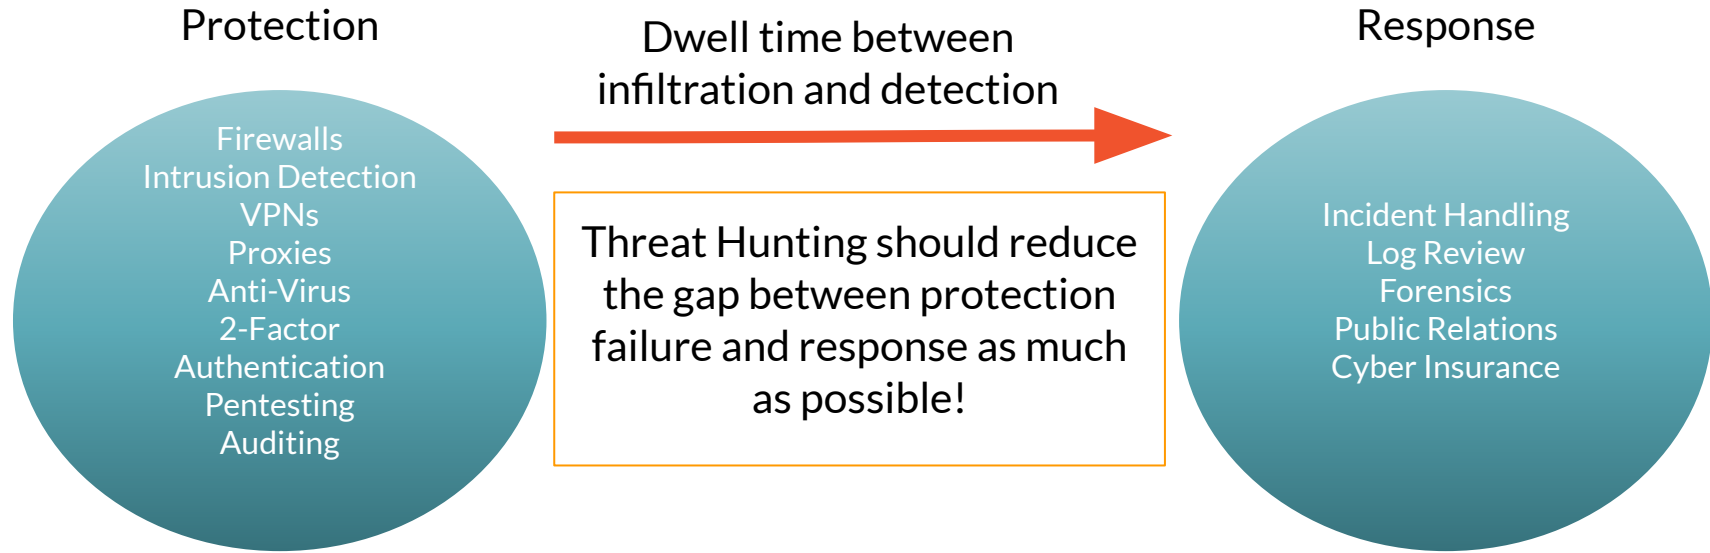 Protection
Firewalls
Intrusion Detection
VPNs
Proxies
Anti-Virus
2-Factor
Authentication
Pentesting
Auditing
Dwell time between
infiltration and detection
Threat Hunting should reduce
the gap between protection
failure and response as much
as possible!
Response
Incident Handling
Log Review
Forensics
Public Relations
Cyber Insurance